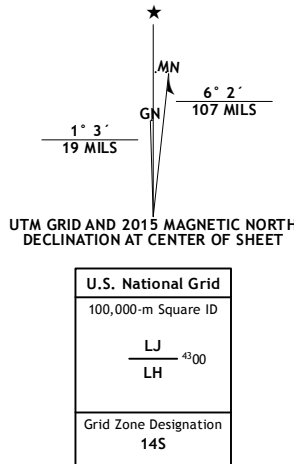 ★
MN
GN
6° 2´
107 MILS
1° 3´
19 MILS
UTM GRID AND 2015 MAGNETIC NORTH
DECLINATION AT CENTER OF SHEET
U.S. National Grid
100,000-m Square ID
LJ
4300
LH
Grid Zone Designation
14S